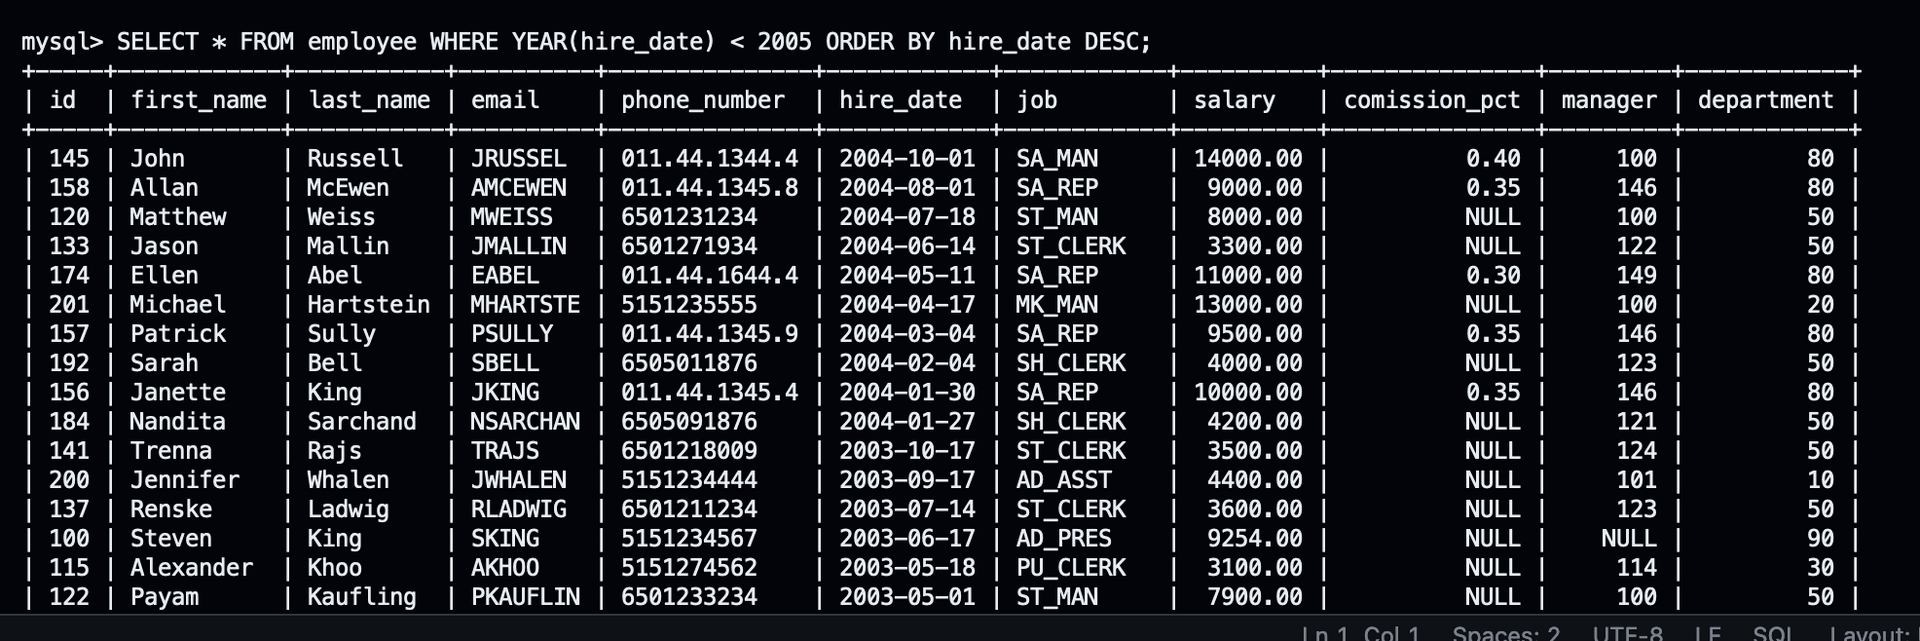 mysql> SELECT * FROM employee WHERE YEAR(hire_date) < 2005 ORDER BY hire_date DESC;
+-----+------------+-----------+----------+---------------+------------+------------+----------+---------------+---------+------------+
| id  | first_name | last_name | email    | phone_number  | hire_date  | job        | salary   | comission_pct | manager | department |
+-----+------------+-----------+----------+---------------+------------+------------+----------+---------------+---------+------------+
| 145 | John       | Russell   | JRUSSEL  | 011.44.1344.4 | 2004-10-01 | SA_MAN     | 14000.00 |          0.40 |     100 |         80 |
| 158 | Allan      | McEwen    | AMCEWEN  | 011.44.1345.8 | 2004-08-01 | SA_REP     |  9000.00 |          0.35 |     146 |         80 |
| 120 | Matthew    | Weiss     | MWEISS   | 6501231234    | 2004-07-18 | ST_MAN     |  8000.00 |          NULL |     100 |         50 |
| 133 | Jason      | Mallin    | JMALLIN  | 6501271934    | 2004-06-14 | ST_CLERK   |  3300.00 |          NULL |     122 |         50 |
| 174 | Ellen      | Abel      | EABEL    | 011.44.1644.4 | 2004-05-11 | SA_REP     | 11000.00 |          0.30 |     149 |         80 |
| 201 | Michael    | Hartstein | MHARTSTE | 5151235555    | 2004-04-17 | MK_MAN     | 13000.00 |          NULL |     100 |         20 |
| 157 | Patrick    | Sully     | PSULLY   | 011.44.1345.9 | 2004-03-04 | SA_REP     |  9500.00 |          0.35 |     146 |         80 |
| 192 | Sarah      | Bell      | SBELL    | 6505011876    | 2004-02-04 | SH_CLERK   |  4000.00 |          NULL |     123 |         50 |
| 156 | Janette    | King      | JKING    | 011.44.1345.4 | 2004-01-30 | SA_REP     | 10000.00 |          0.35 |     146 |         80 |
| 184 | Nandita    | Sarchand  | NSARCHAN | 6505091876    | 2004-01-27 | SH_CLERK   |  4200.00 |          NULL |     121 |         50 |
| 141 | Trenna     | Rajs      | TRAJS    | 6501218009    | 2003-10-17 | ST_CLERK   |  3500.00 |          NULL |     124 |         50 |
| 200 | Jennifer   | Whalen    | JWHALEN  | 5151234444    | 2003-09-17 | AD_ASST    |  4400.00 |          NULL |     101 |         10 |
| 137 | Renske     | Ladwig    | RLADWIG  | 6501211234    | 2003-07-14 | ST_CLERK   |  3600.00 |          NULL |     123 |         50 |
| 100 | Steven     | King      | SKING    | 5151234567    | 2003-06-17 | AD_PRES    |  9254.00 |          NULL |    NULL |         90 |
| 115 | Alexander  | Khoo      | AKHOO    | 5151274562    | 2003-05-18 | PU_CLERK   |  3100.00 |          NULL |     114 |         30 |
| 122 | Payam      | Kaufling  | PKAUFLIN | 6501233234    | 2003-05-01 | ST_MAN     |  7900.00 |          NULL |     100 |         50 |
Ln 1, Col 1 Spaces: 2 UTF-8 LF SQL Layout: